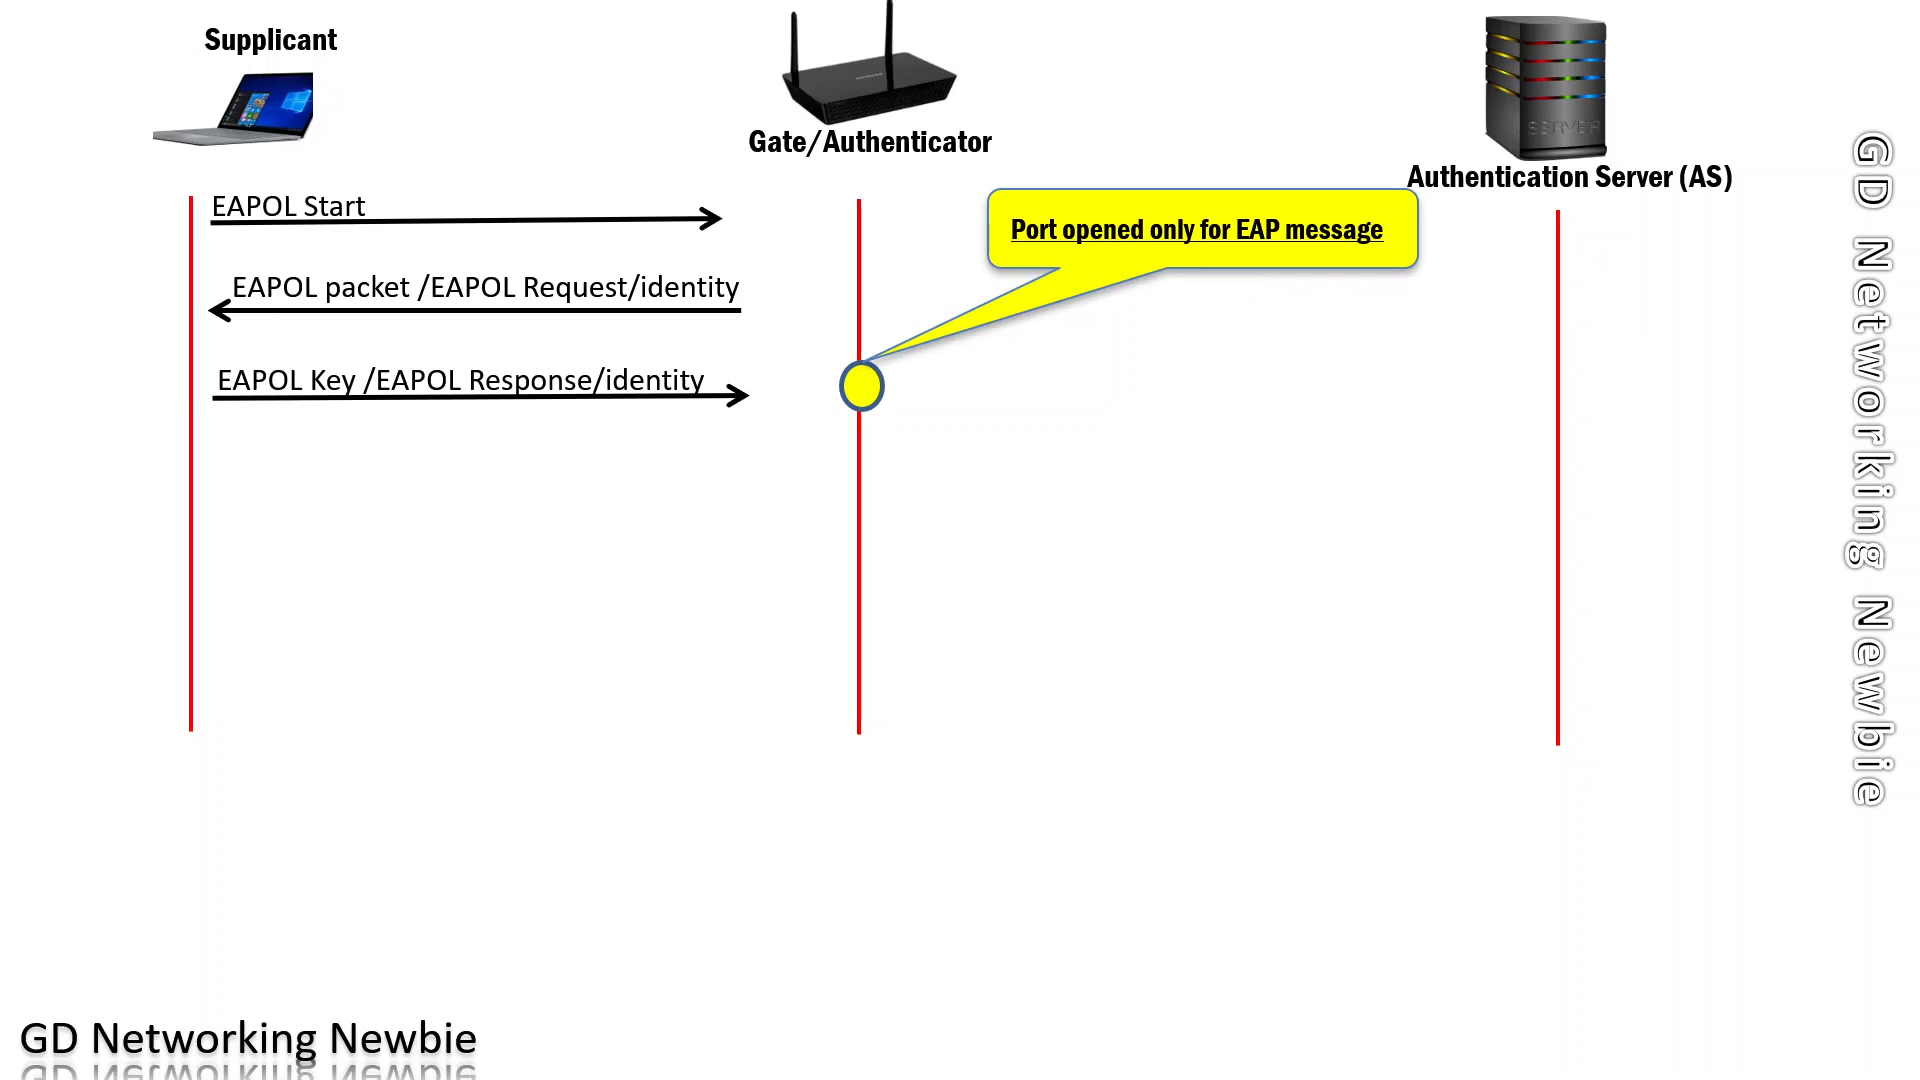 Supplicant
Gate/Authenticator
SERVER
Authentication Server (AS)
EAPOL Start
Port opened only for EAP message
EAPOL packet /EAPOL Request/identity
EAPOL Key /EAPOL Response/identity
GD Networking Newbie
GD Networking Newbie